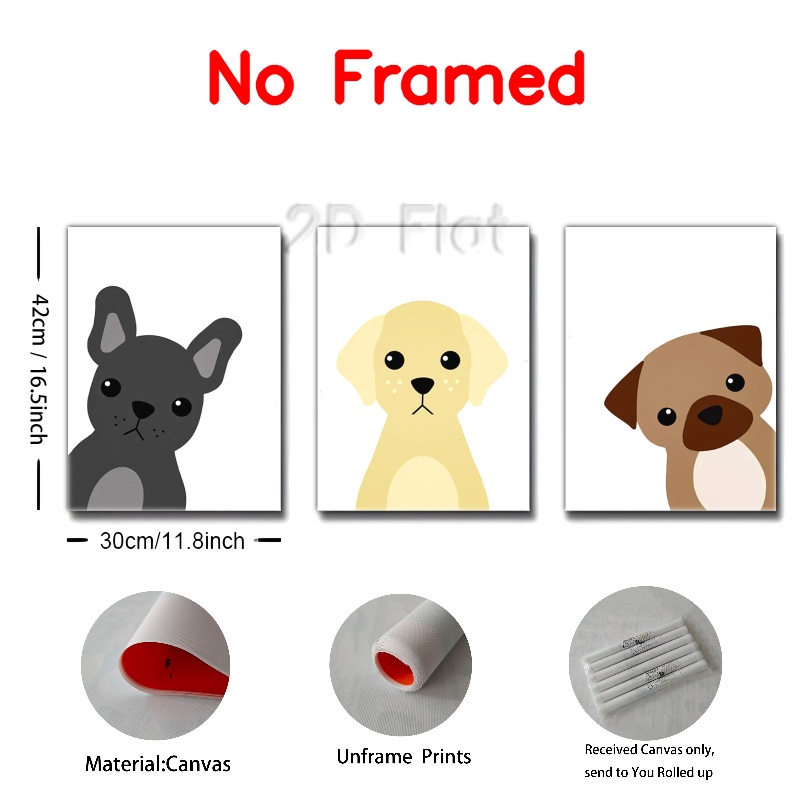 No Framed
2D Flat
42cm / 16.5inch
30cm/11.8inch
Material:Canvas
Unframe Prints
Received Canvas only,
send to You Rolled up